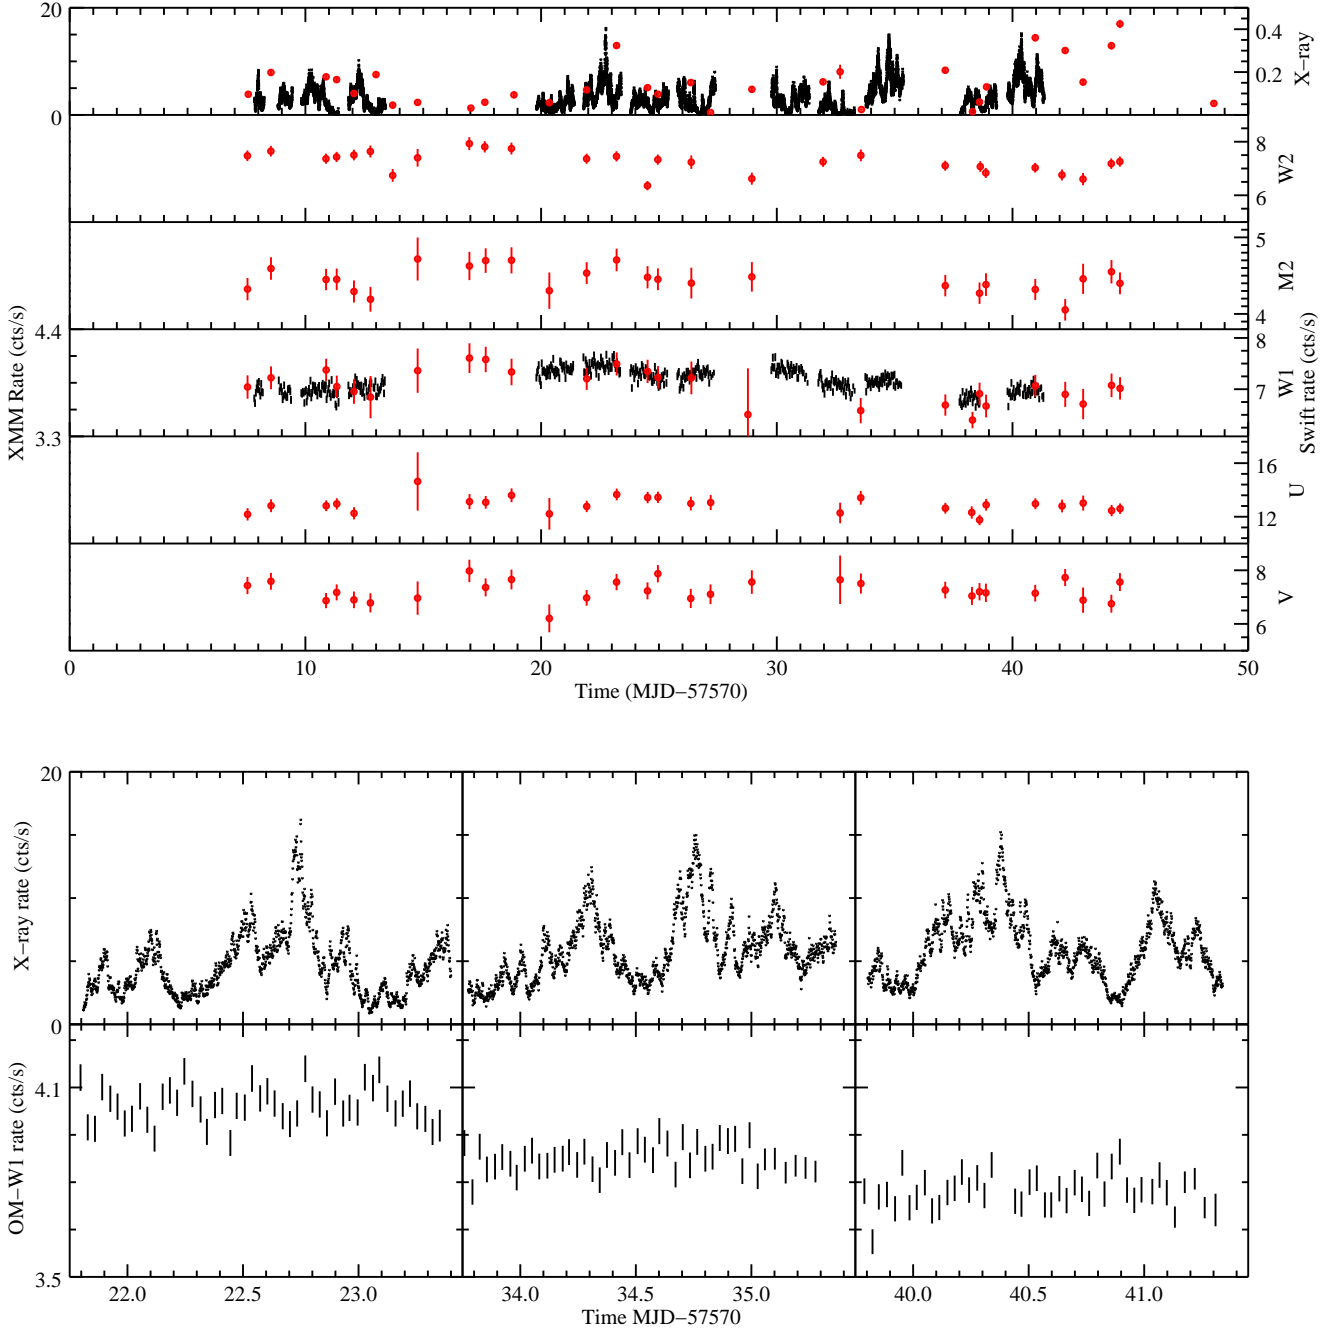 20
0
0.4
0.2
X−ray
8
6
W2
5
4
M2
4.4
3.3
8
7
W1
16
12
U
8
6
V
XMM Rate (cts/s)
Swift rate (cts/s)
0 10 20 30 40 50
Time (MJD−57570)
20
0
X−ray rate (cts/s)
4.1
3.5
OM−W1 rate (cts/s)
22.0 22.5 23.0 34.0 34.5 35.0 40.0 40.5 41.0
Time MJD−57570